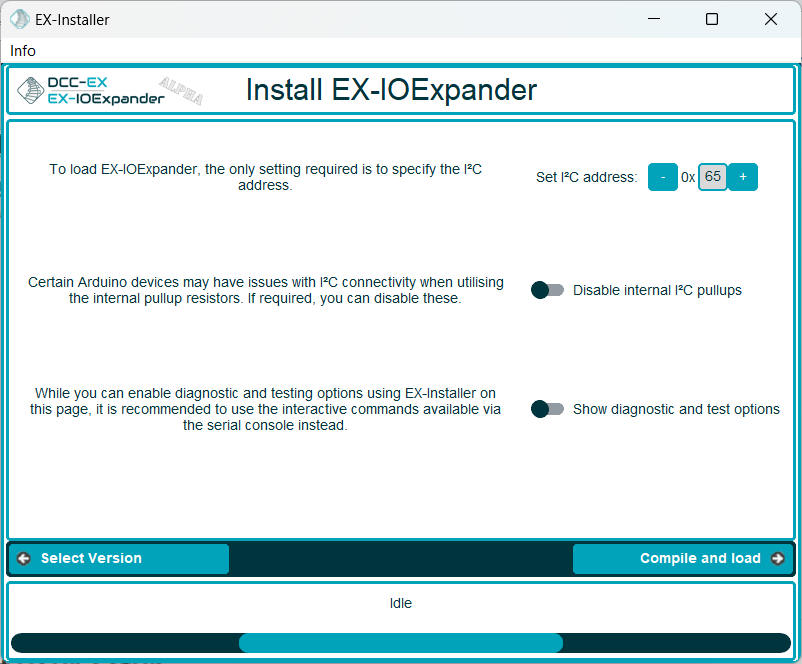 EX-Installer
Info
DCC-EX
EX-IOExpander
ALPHA
Install EX-IOExpander
To load EX-IOExpander, the only setting required is to specify the I²C
address.
Set I²C address: - 0x 65 +
Certain Arduino devices may have issues with I²C connectivity when utilising
the internal pullup resistors. If required, you can disable these.
Disable internal I²C pullups
While you can enable diagnostic and testing options using EX-Installer on
this page, it is recommended to use the interactive commands available via
the serial console instead.
Show diagnostic and test options
Select Version
Compile and load
Idle